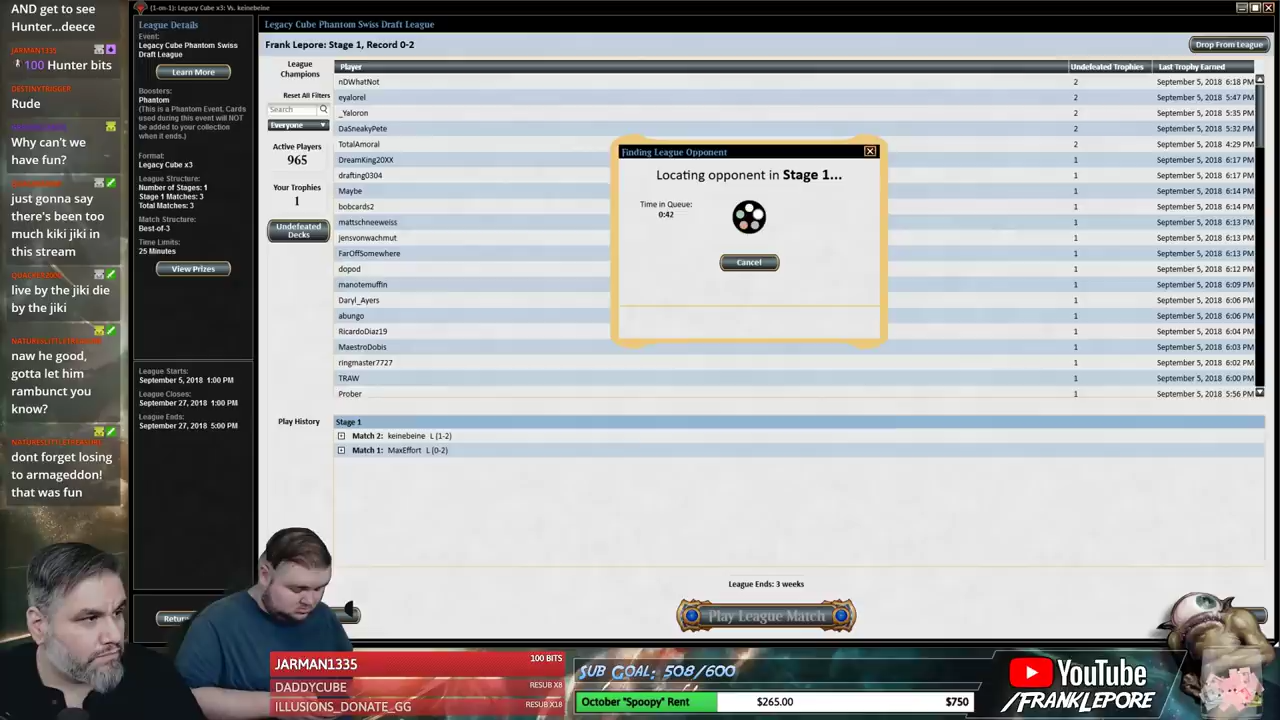 AND get to see
Hunter...deece
JARMAN1335
100 Hunter bits
DESTINYTRIGGER
Rude
Why can't we
have fun?
just gonna say
there's been too
much kiki jiki in
this stream
live by the jiki die
by the jiki
NATURESLITTLETREASURE
naw he good,
gotta let him
rambunct you
know?
NATURESLITTLETREASURE
dont forget losing
to armageddon!
that was fun
(1-on-1): Legacy Cube x3: Vs. keinebeine
League Details
Event:
Legacy Cube Phantom Swiss
Draft League
Learn More
Boosters:
Phantom
(This is a Phantom Event. Cards
used during this event will NOT
be added to your collection
when it ends.)
Format:
Legacy Cube x3
League Structure:
Number of Stages: 1
Stage 1 Matches: 3
Total Matches: 3
Match Structure:
Best-of-3
Time Limits:
25 Minutes
View Prizes
League Starts:
September 5, 2018 1:00 PM
League Closes:
September 27, 2018 1:00 PM
League Ends:
September 27, 2018 5:00 PM
Legacy Cube Phantom Swiss Draft League
Frank Lepore: Stage 1, Record 0-2
Drop From League
League
Champions
Reset All Filters
Search
Everyone
Active Players
965
Your Trophies
1
Undefeated
Decks
Player Undefeated Trophies Last Trophy Earned
nDWhatNot 2 September 5, 2018 6:18 PM
eyalorel 2 September 5, 2018 5:47 PM
_Yaloron 2 September 5, 2018 5:35 PM
DaSneakyPete 2 September 5, 2018 5:32 PM
TotalAmoral 2 September 5, 2018 4:29 PM
DreamKing20XX 1 September 5, 2018 6:17 PM
drafting0304 1 September 5, 2018 6:17 PM
Maybe 1 September 5, 2018 6:14 PM
bobcards2 1 September 5, 2018 6:14 PM
mattschneeweiss 1 September 5, 2018 6:13 PM
jensvonwachmut 1 September 5, 2018 6:13 PM
FarOffSomewhere 1 September 5, 2018 6:13 PM
dopod 1 September 5, 2018 6:12 PM
manotemuffin 1 September 5, 2018 6:09 PM
Daryl_Ayers 1 September 5, 2018 6:06 PM
abungo 1 September 5, 2018 6:06 PM
RicardoDiaz19 1 September 5, 2018 6:04 PM
MaestroDobis 1 September 5, 2018 6:03 PM
ringmaster7727 1 September 5, 2018 6:02 PM
TRAW 1 September 5, 2018 6:00 PM
Prober 1 September 5, 2018 5:56 PM
Finding League Opponent
Locating opponent in Stage 1...
Time in Queue:
0:42
Cancel
Play History
Stage 1
Match 2: keinebeine L (1-2)
Match 1: MaxEffort L (0-2)
League Ends: 3 weeks
Play League Match
JARMAN1335 100 BITS
DADDYCUBE RESUB X8
ILLUSIONS_DONATE_GG RESUB X18
SUB GOAL: 508/600
October "Spoopy" Rent $265.00 $750
YouTube
/FRANKLEPORE